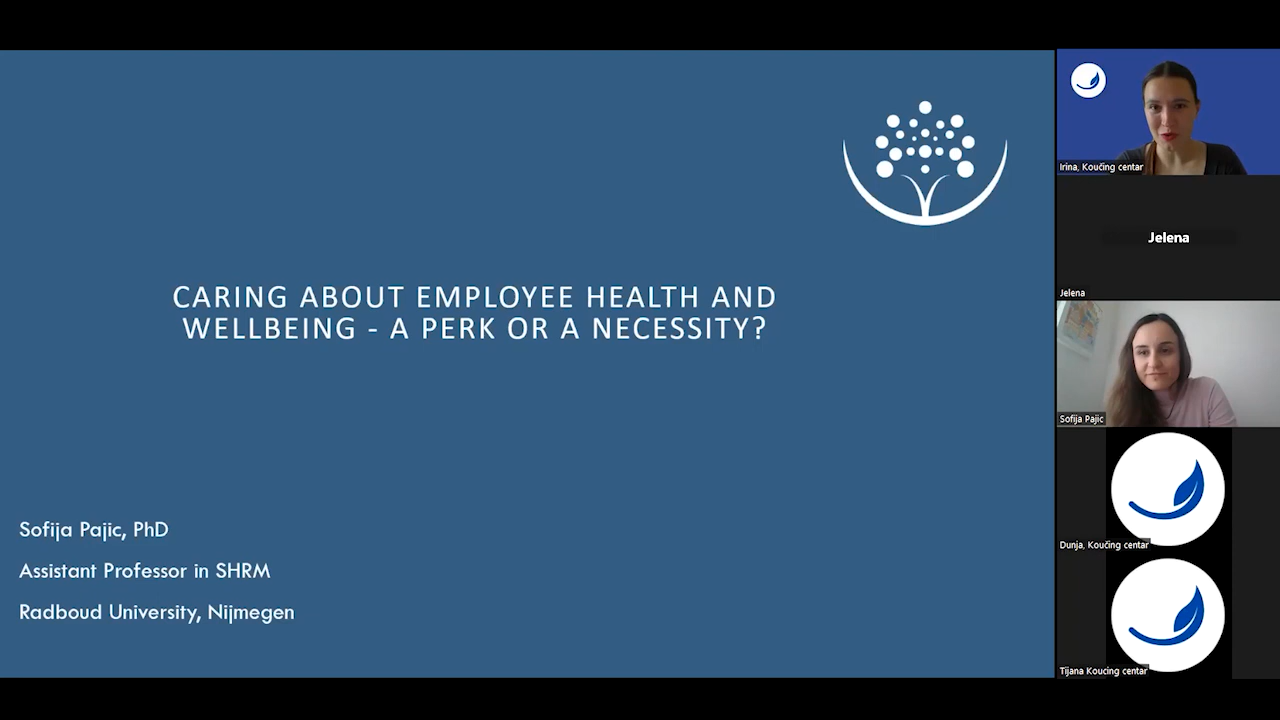 CARING ABOUT EMPLOYEE HEALTH AND
WELLBEING - A PERK OR A NECESSITY?
Sofija Pajic, PhD
Assistant Professor in SHRM
Radboud University, Nijmegen
Irina, Koučing centar
Jelena
Jelena
Sofija Pajic
Dunja, Koučing centar
Tijana Koucing centar